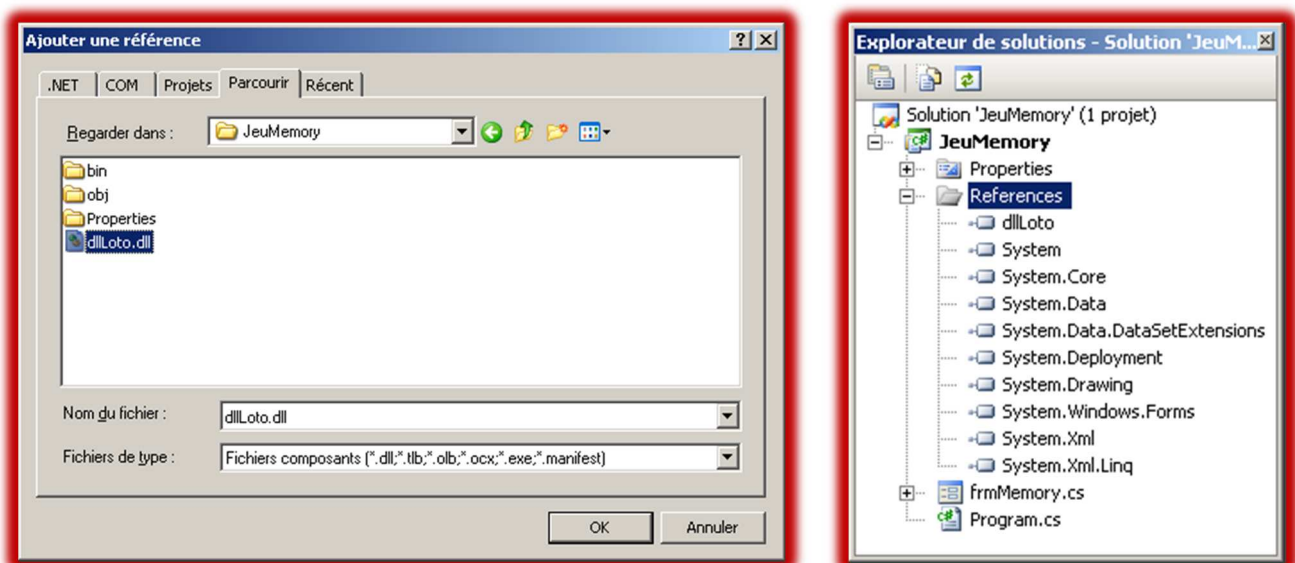 Ajouter une référence
.NET
COM
Projets
Parcourir
Récent
Regarder dans :
JeuMemory
bin
obj
Properties
dllLoto.dll
Nom du fichier :
dllLoto.dll
Fichiers de type :
Fichiers composants (*.dll;*.tlb;*.olb;*.ocx;*.exe;*.manifest)
OK
Annuler
Explorateur de solutions - Solution 'JeuM...
Solution 'JeuMemory' (1 projet)
JeuMemory
Properties
References
dllLoto
System
System.Core
System.Data
System.Data.DataSetExtensions
System.Deployment
System.Drawing
System.Windows.Forms
System.Xml
System.Xml.Linq
frmMemory.cs
Program.cs